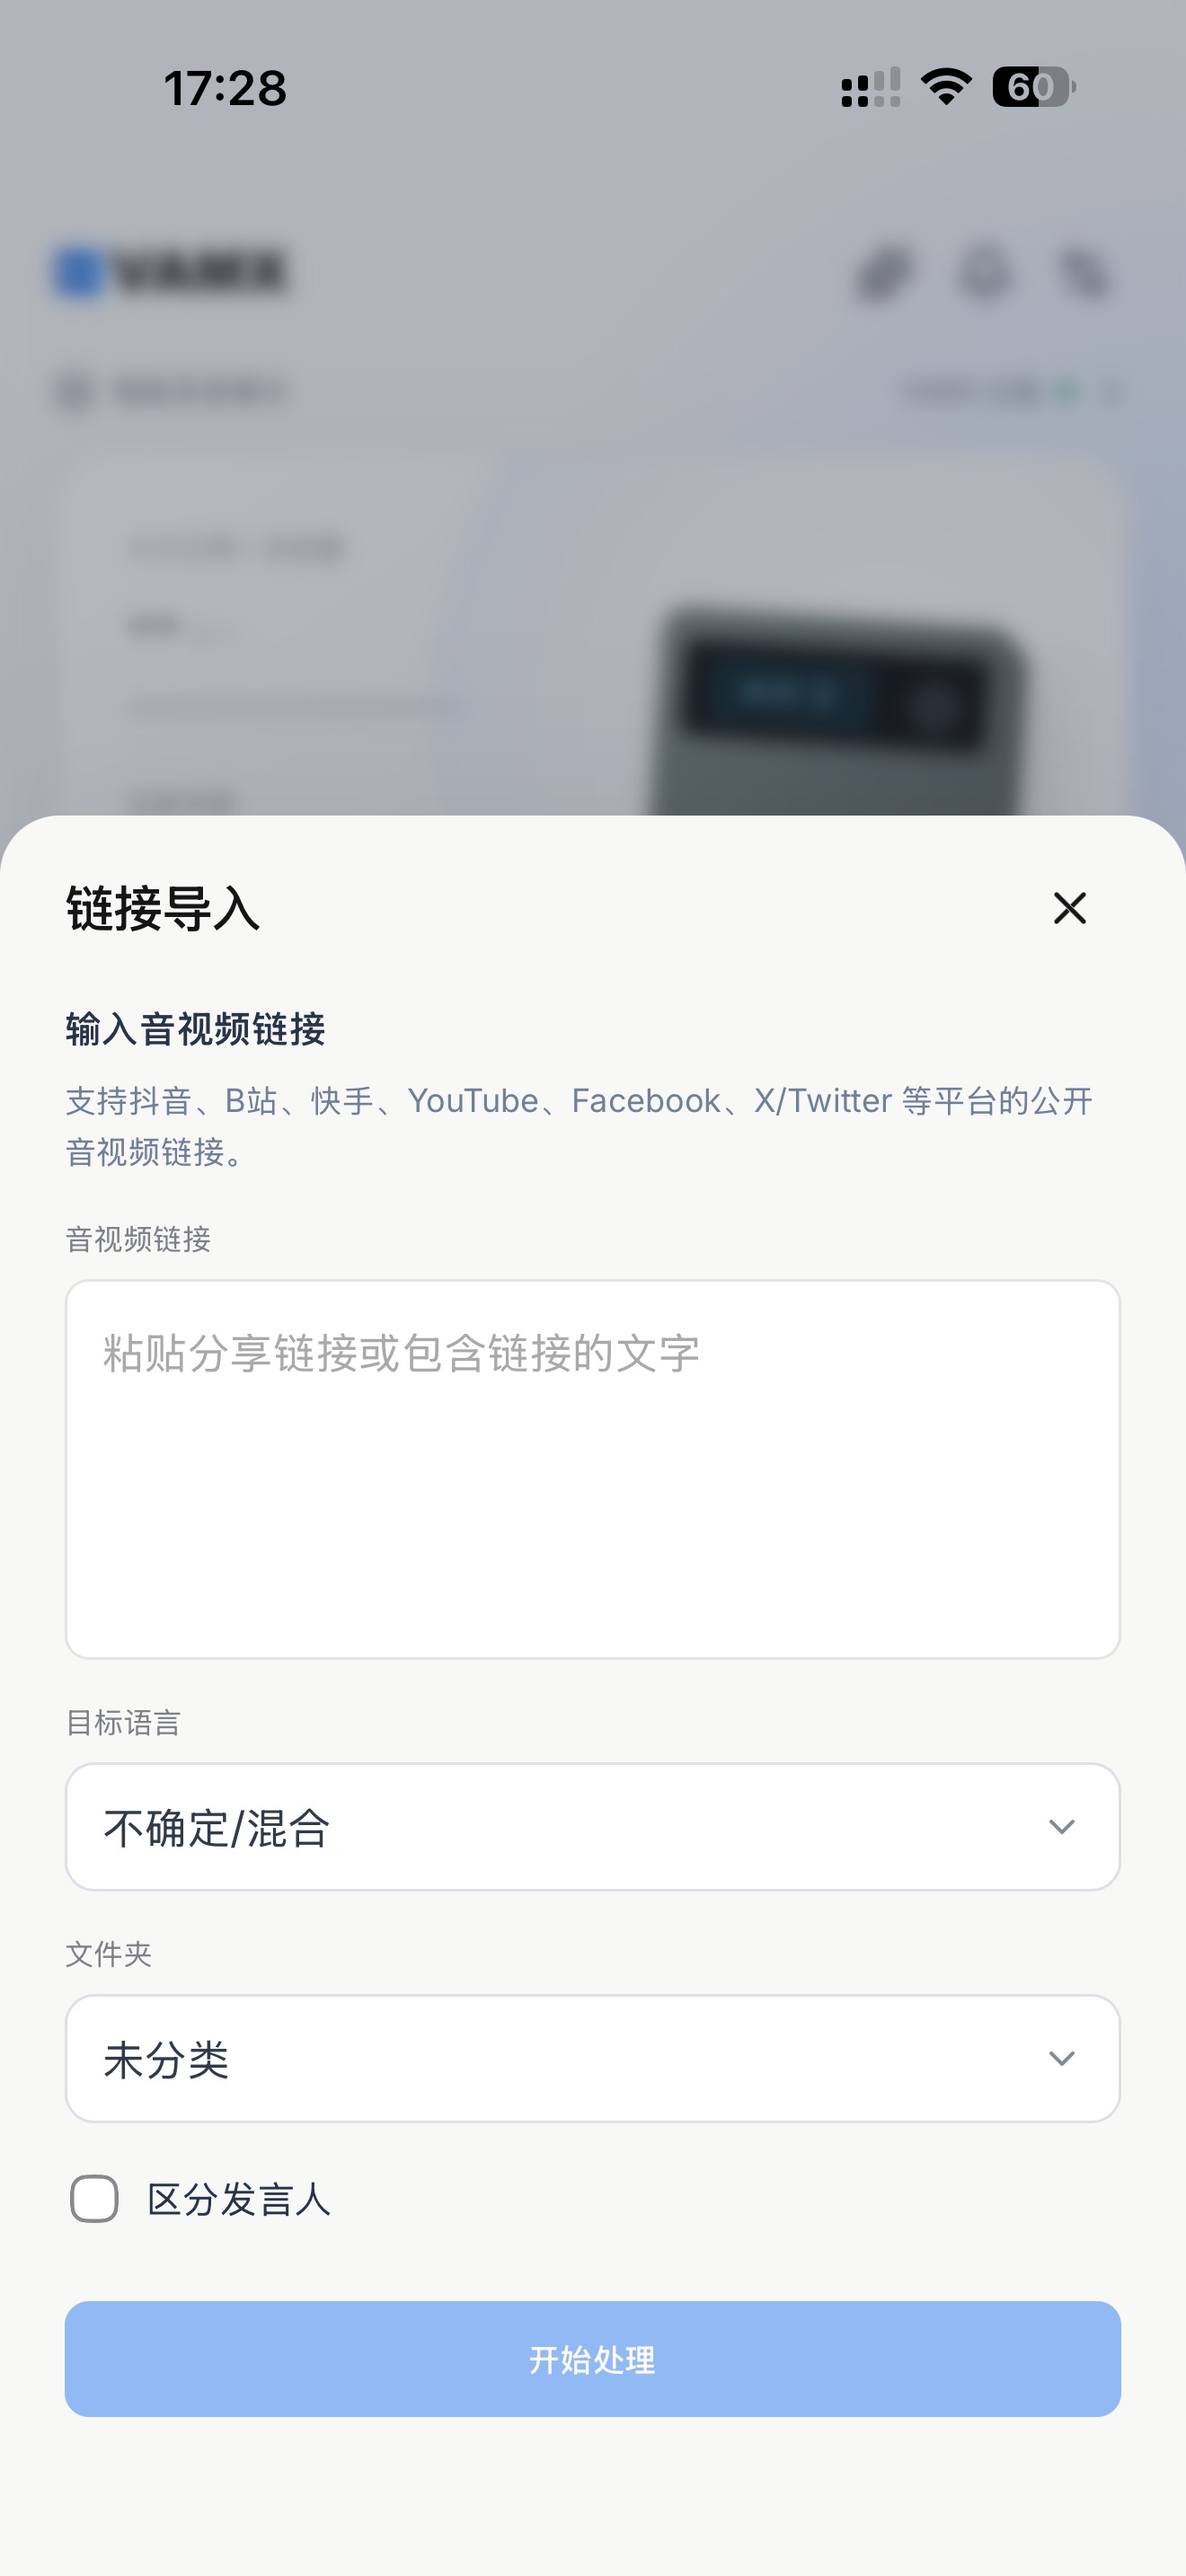 17:28
60
VAMX
链接导入
输入音视频链接
支持抖音、B站、快手、YouTube、Facebook、X/Twitter 等平台的公开
音视频链接。
音视频链接
粘贴分享链接或包含链接的文字
目标语言
不确定/混合
文件夹
未分类
区分发言人
开始处理